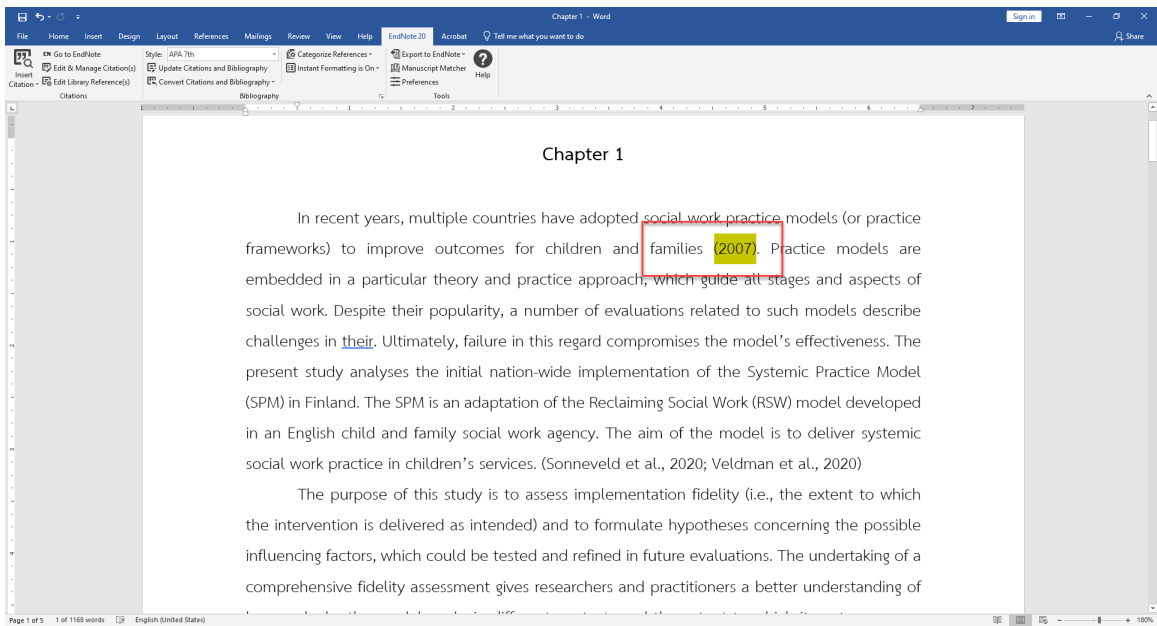 Chapter 1 - Word
Sign in
File Home Insert Design Layout References Mailings Review View Help EndNote 20 Acrobat Tell me what you want to do
Share
Insert Citation
EN Go to EndNote
Edit & Manage Citation(s)
Edit Library Reference(s)
Citations
Style: APA 7th
Update Citations and Bibliography
Convert Citations and Bibliography
Bibliography
Categorize References
Instant Formatting is On
Export to EndNote
Manuscript Matcher
Preferences
Tools
Help
1 2 3 4 5 6 7
Chapter 1
In recent years, multiple countries have adopted social work practice models (or practice
frameworks) to improve outcomes for children and families (2007). Practice models are
embedded in a particular theory and practice approach, which guide all stages and aspects of
social work. Despite their popularity, a number of evaluations related to such models describe
challenges in their. Ultimately, failure in this regard compromises the model’s effectiveness. The
present study analyses the initial nation-wide implementation of the Systemic Practice Model
(SPM) in Finland. The SPM is an adaptation of the Reclaiming Social Work (RSW) model developed
in an English child and family social work agency. The aim of the model is to deliver systemic
social work practice in children’s services. (Sonneveld et al., 2020; Veldman et al., 2020)
The purpose of this study is to assess implementation fidelity (i.e., the extent to which
the intervention is delivered as intended) and to formulate hypotheses concerning the possible
influencing factors, which could be tested and refined in future evaluations. The undertaking of a
comprehensive fidelity assessment gives researchers and practitioners a better understanding of
Page 1 of 5 1 of 1168 words English (United States)
180%